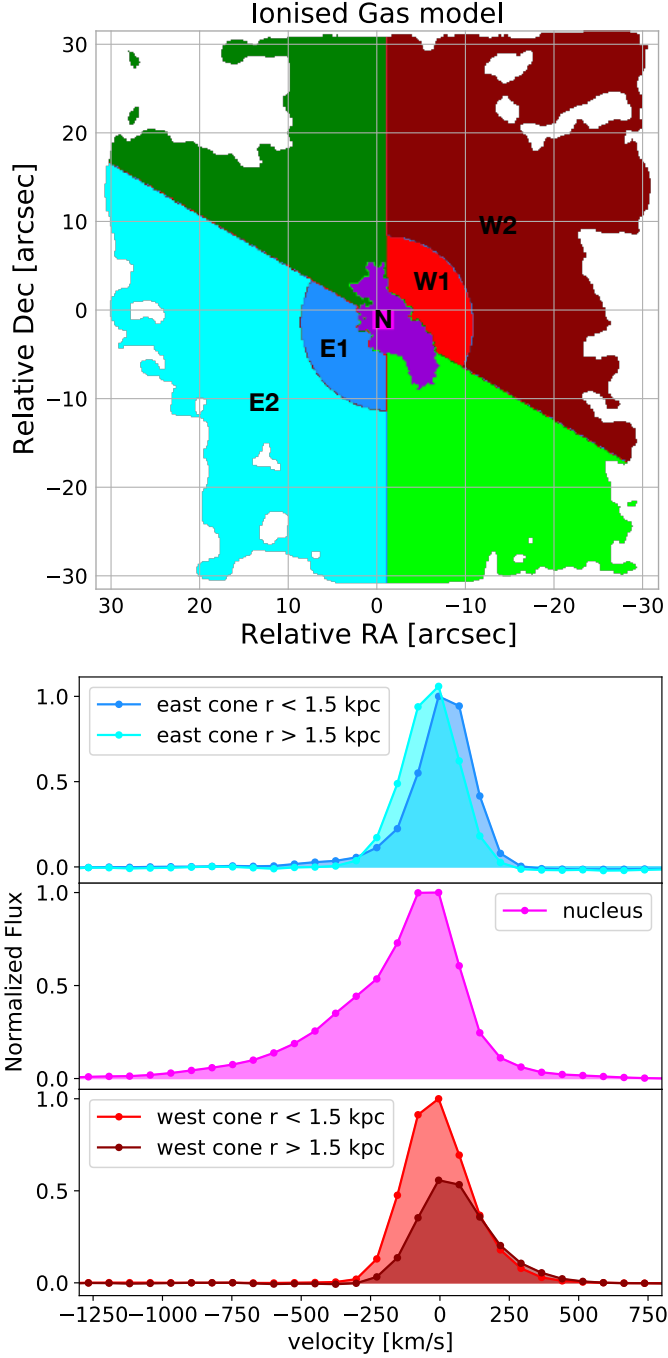 Ionised Gas model
Relative Dec [arcsec]
30
20
10
0
−10
−20
−30
W2
W1
N
E1
E2
30 20 10 0 −10 −20 −30
Relative RA [arcsec]
Normalized Flux
1.0
0.5
0.0
east cone r < 1.5 kpc
east cone r > 1.5 kpc
1.0
0.5
0.0
nucleus
1.0
0.5
0.0
west cone r < 1.5 kpc
west cone r > 1.5 kpc
−1250 −1000 −750 −500 −250 0 250 500 750
velocity [km/s]